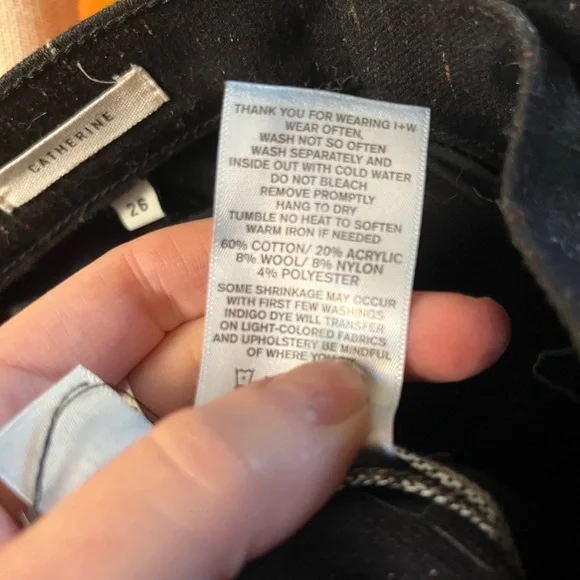 CATHERINE
26
THANK YOU FOR WEARING I+W
WEAR OFTEN,
WASH NOT SO OFTEN
WASH SEPARATELY AND
INSIDE OUT WITH COLD WATER
DO NOT BLEACH
REMOVE PROMPTLY
HANG TO DRY
TUMBLE NO HEAT TO SOFTEN
WARM IRON IF NEEDED
60% COTTON/ 20% ACRYLIC
8% WOOL/ 8% NYLON
4% POLYESTER
SOME SHRINKAGE MAY OCCUR
WITH FIRST FEW WASHINGS
INDIGO DYE WILL TRANSFER
ON LIGHT-COLORED FABRICS
AND UPHOLSTERY BE MINDFUL
OF WHERE YOU